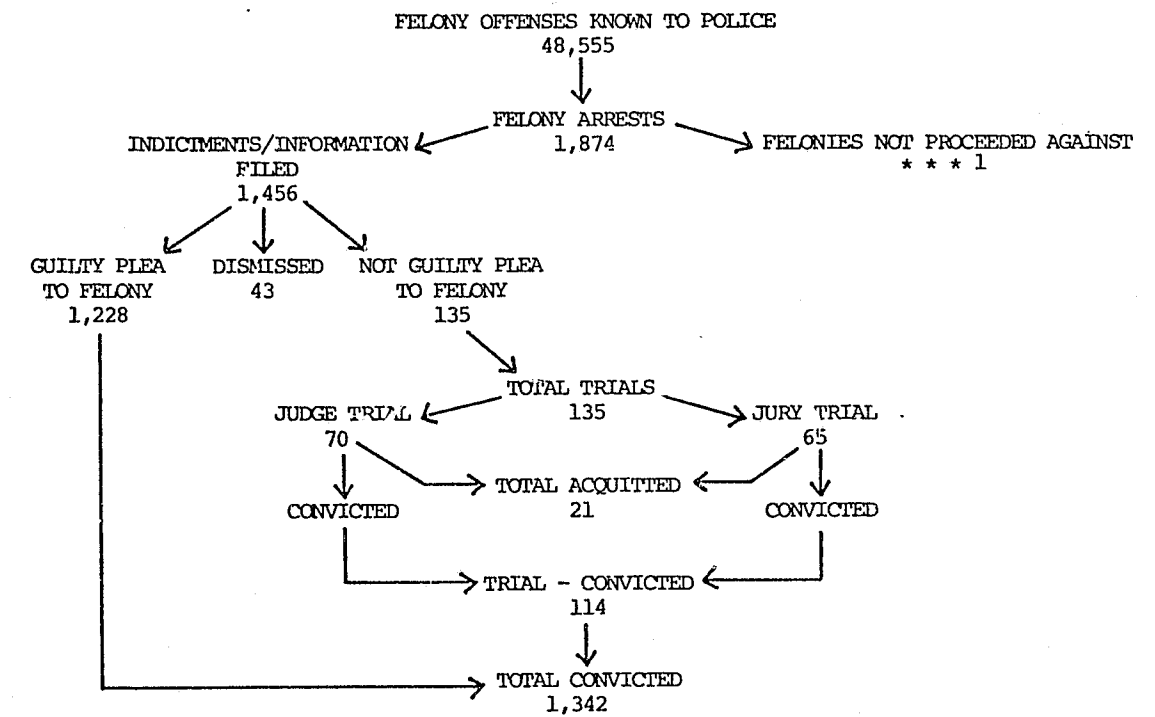 FELONY OFFENSES KNOWN TO POLICE
48,555
FELONY ARRESTS
1,874
INDICTMENTS/INFORMATION
FILED
1,456
FELONIES NOT PROCEEDED AGAINST
* * * 1
GUILTY PLEA
TO FELONY
1,228
DISMISSED
43
NOT GUILTY PLEA
TO FELONY
135
TOTAL TRIALS
135
JUDGE TRIAL
70
JURY TRIAL
65
TOTAL ACQUITTED
21
CONVICTED
CONVICTED
TRIAL - CONVICTED
114
TOTAL CONVICTED
1,342